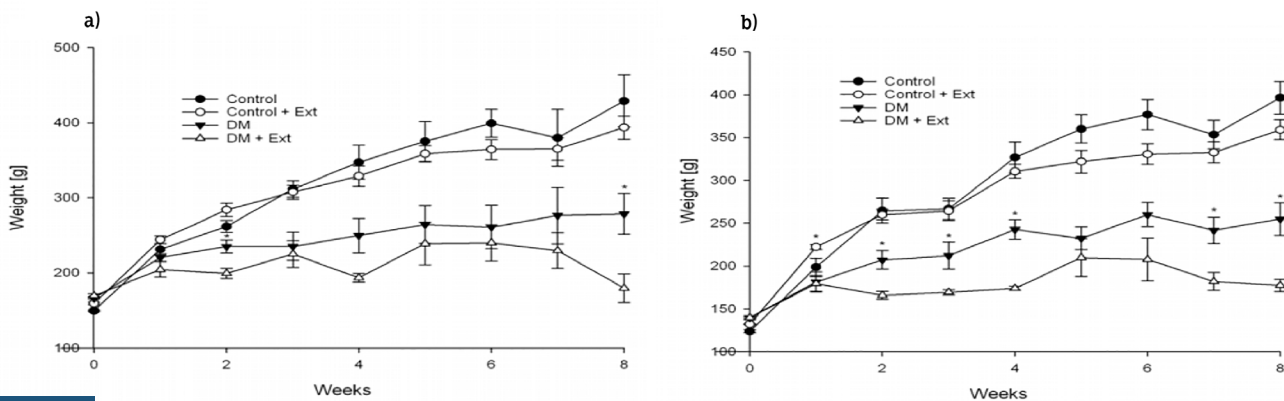 a)
500
400
300
200
100
Weight [g]
Control
Control + Ext
DM
DM + Ext
*
*
0
2
4
6
8
Weeks
b)
450
400
350
300
250
200
150
100
Weight [g]
Control
Control + Ext
DM
DM + Ext
*
*
*
*
*
*
0
2
4
6
8
Weeks